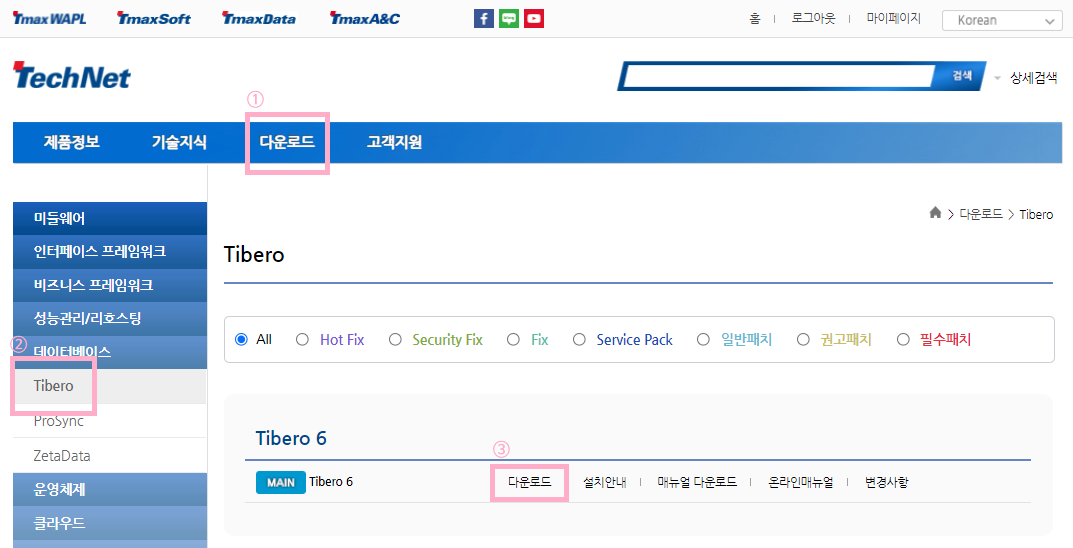 TmaxWAPL TmaxSoft TmaxData TmaxA&C 홈 로그아웃 마이페이지 Korean
TechNet 검색 상세검색
①
제품정보 기술지식 다운로드 고객지원
미들웨어
인터페이스 프레임워크
비즈니스 프레임워크
성능관리/리호스팅
②
데이터베이스
Tibero
ProSync
ZetaData
운영체제
클라우드
> 다운로드 > Tibero
Tibero
All Hot Fix Security Fix Fix Service Pack 일반패치 권고패치 필수패치
Tibero 6
③
MAIN Tibero 6 다운로드 설치안내 매뉴얼 다운로드 온라인매뉴얼 변경사항